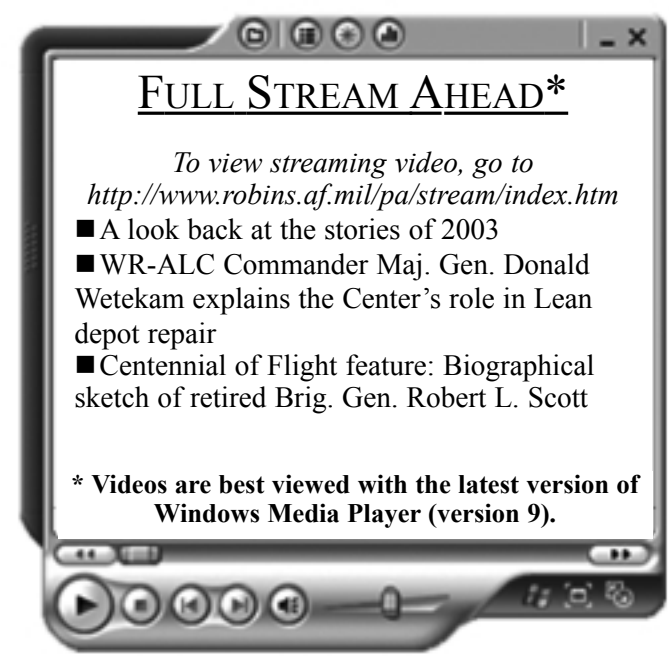 FULL STREAM AHEAD*
To view streaming video, go to
http://www.robins.af.mil/pa/stream/index.htm
■ A look back at the stories of 2003
■ WR-ALC Commander Maj. Gen. Donald
Wetekam explains the Center’s role in Lean
depot repair
■ Centennial of Flight feature: Biographical
sketch of retired Brig. Gen. Robert L. Scott
* Videos are best viewed with the latest version of
Windows Media Player (version 9).